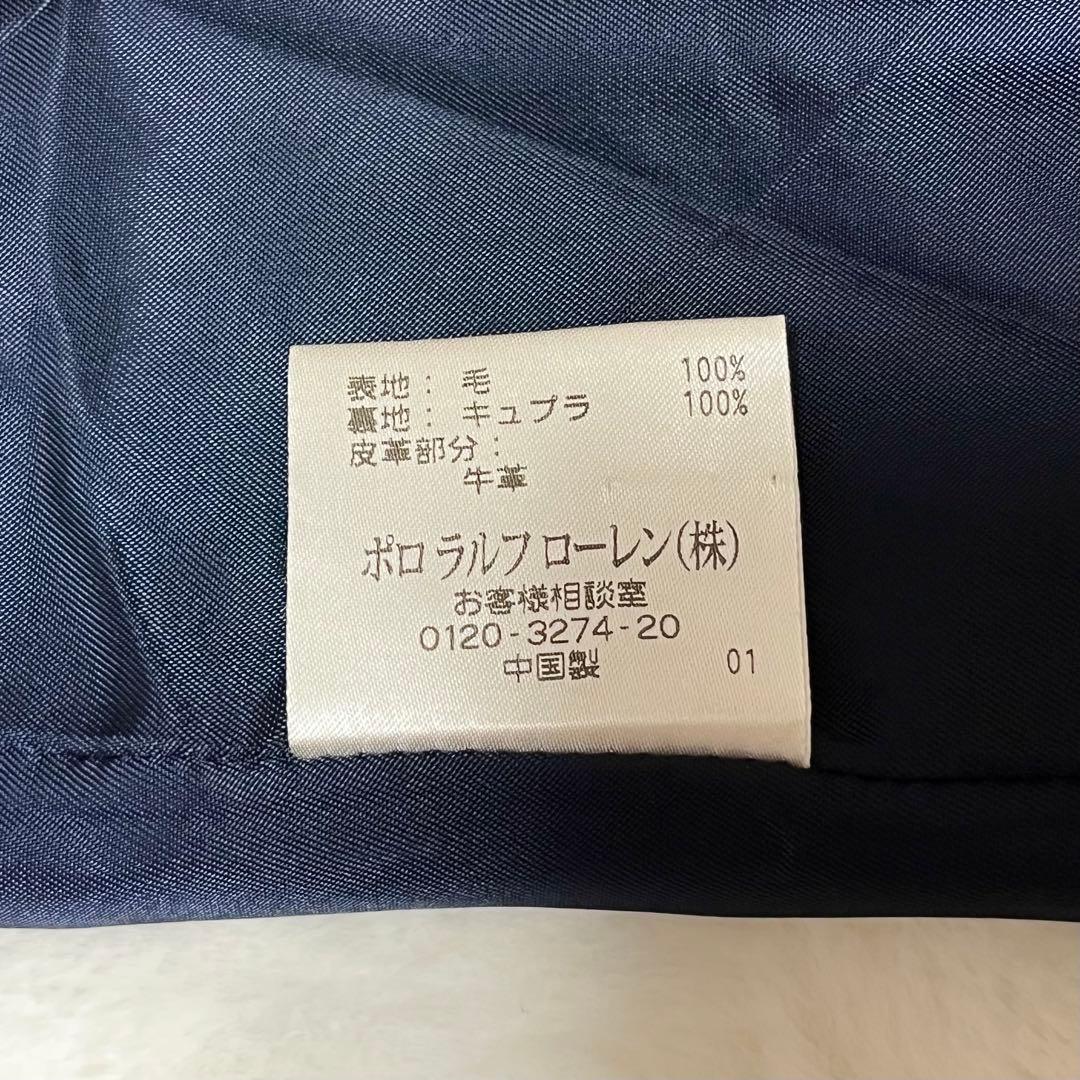 表地: 毛 100%
裏地: キュプラ 100%
皮革部分:
牛革
ポロ ラルフ ローレン(株)
お客様相談室
0120-3274-20
中国製 01